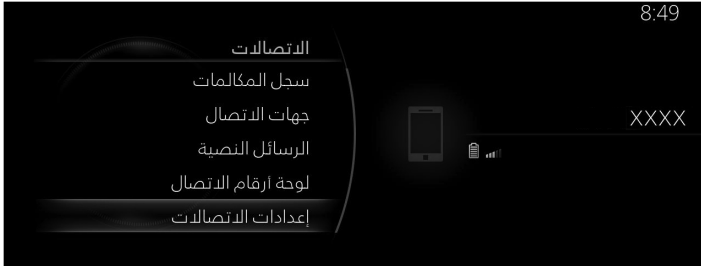 8:49
الاتصالات
سجل المكالمات
جهات الاتصال
XXXX
الرسائل النصية
لوحة أرقام الاتصال
إعدادات الاتصالات